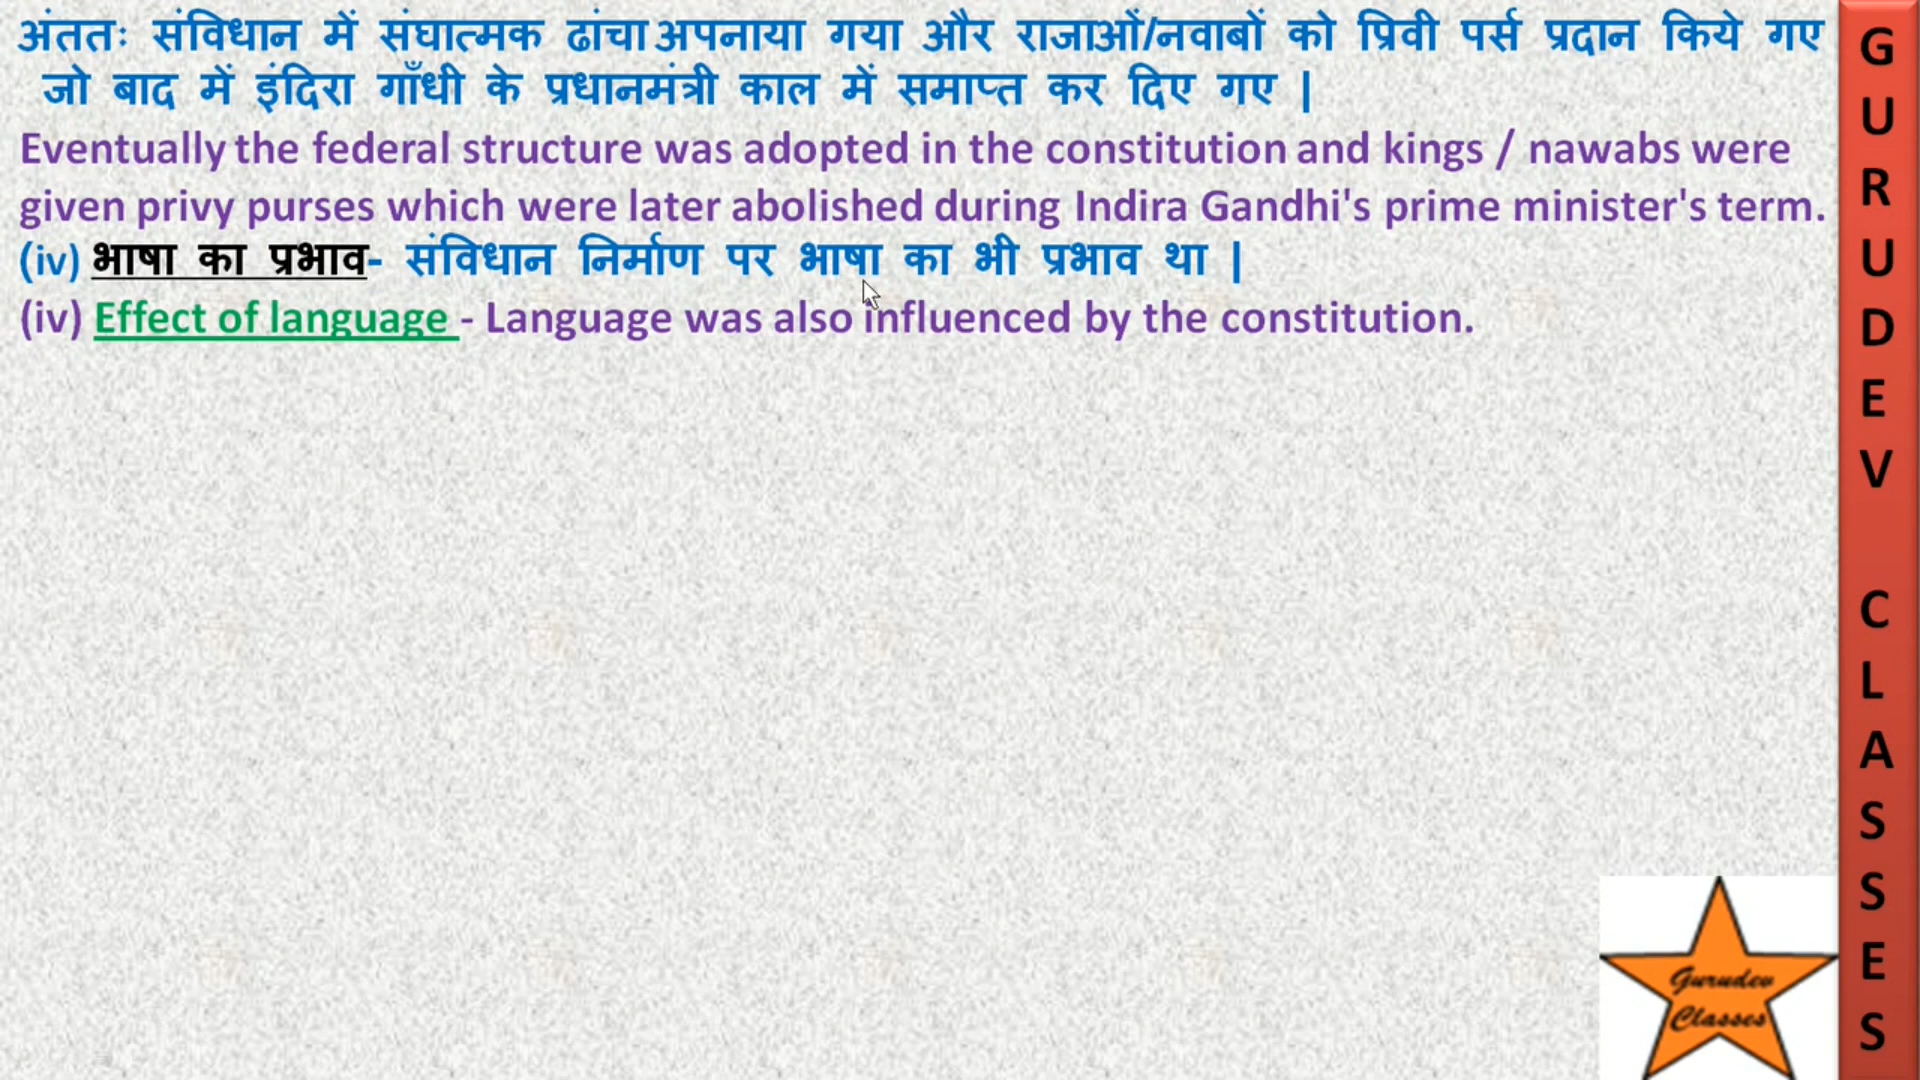 अंततः संविधान में संघात्मक ढांचा अपनाया गया और राजाओं/नवाबों को प्रिवी पर्स प्रदान किये गए
जो बाद में इंदिरा गाँधी के प्रधानमंत्री काल में समाप्त कर दिए गए |
Eventually the federal structure was adopted in the constitution and kings / nawabs were
given privy purses which were later abolished during Indira Gandhi's prime minister's term.
(iv) भाषा का प्रभाव- संविधान निर्माण पर भाषा का भी प्रभाव था |
(iv) Effect of language - Language was also influenced by the constitution.
GURUDEV CLASSES
Gurudev
Classes